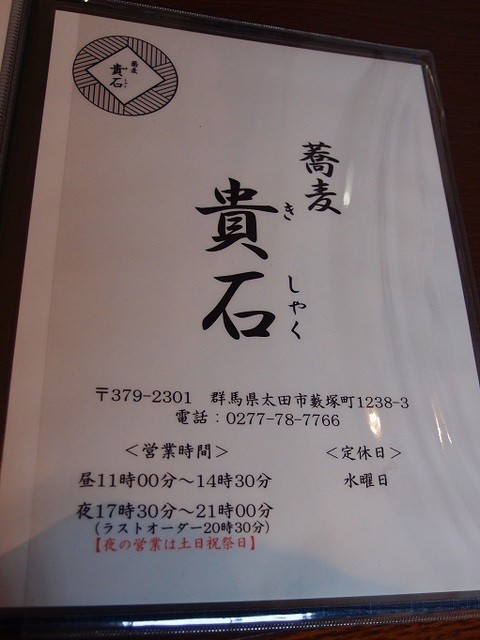 蕎麦
貴石
きしゃく
蕎麦
貴石
きしゃく
〒379-2301 群馬県太田市藪塚町1238-3
電話：0277-78-7766
＜営業時間＞ ＜定休日＞
昼11時00分～14時30分 水曜日
夜17時30分～21時00分
（ラストオーダー20時30分）
【夜の営業は土日祝祭日】